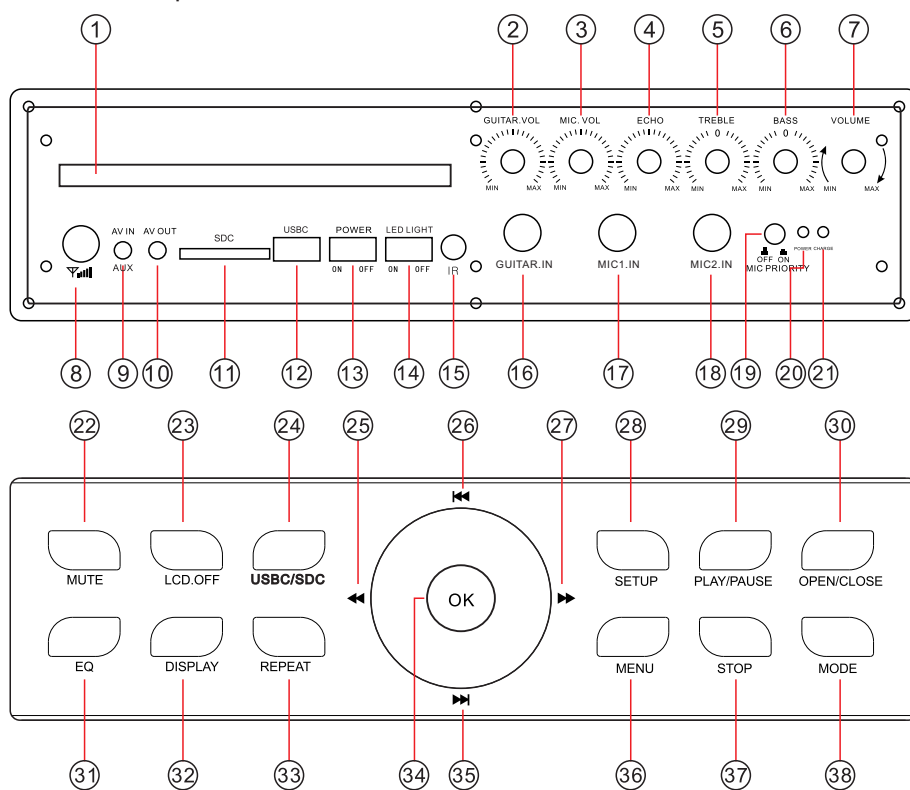 1 2 3 4 5 6 7
GUITAR.VOL MIC. VOL ECHO TREBLE BASS VOLUME
0 0
MIN MAX MIN MAX MIN MAX MIN MAX MIN MAX MIN MAX
AV IN AV OUT SDC USBC POWER LED LIGHT
AUX ON OFF ON OFF IR GUITAR.IN MIC1.IN MIC2.IN OFF ON POWER CHARGE
MIC PRIORITY
8 9 10 11 12 13 14 15 16 17 18 19 20 21
22 23 24 25 26 27 28 29 30
MUTE LCD.OFF USBC/SDC SETUP PLAY/PAUSE OPEN/CLOSE
OK
EQ DISPLAY REPEAT MENU STOP MODE
31 32 33 34 35 36 37 38